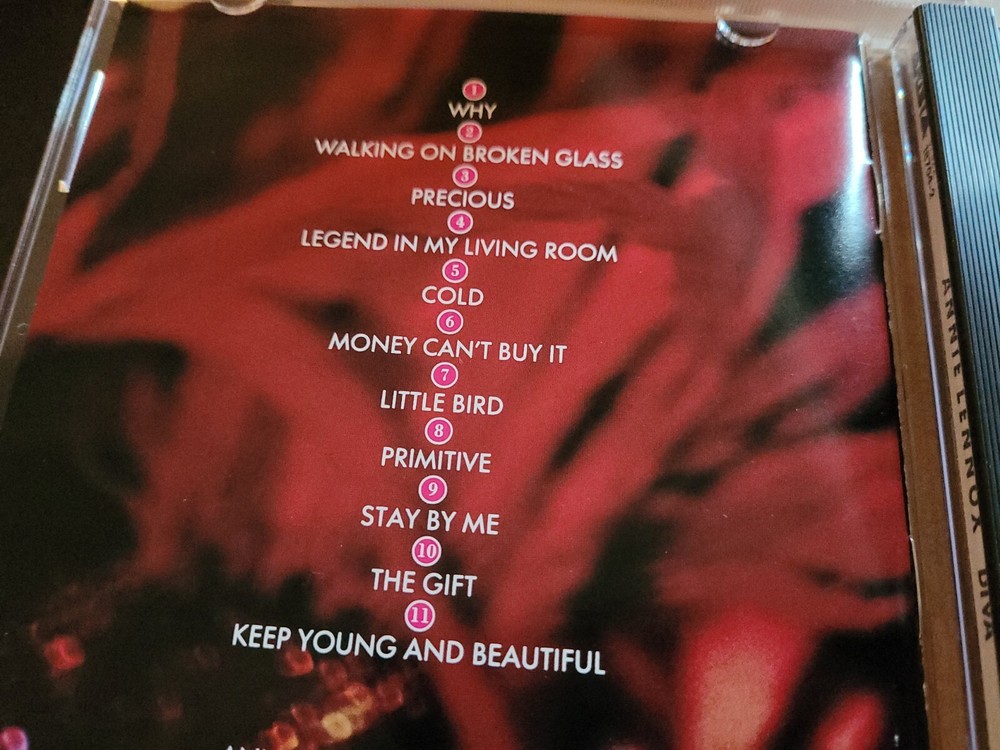 1
WHY
2
WALKING ON BROKEN GLASS
3
PRECIOUS
4
LEGEND IN MY LIVING ROOM
5
COLD
6
MONEY CAN'T BUY IT
7
LITTLE BIRD
8
PRIMITIVE
9
STAY BY ME
10
THE GIFT
11
KEEP YOUNG AND BEAUTIFUL
ANNIE LENNOX DIVA